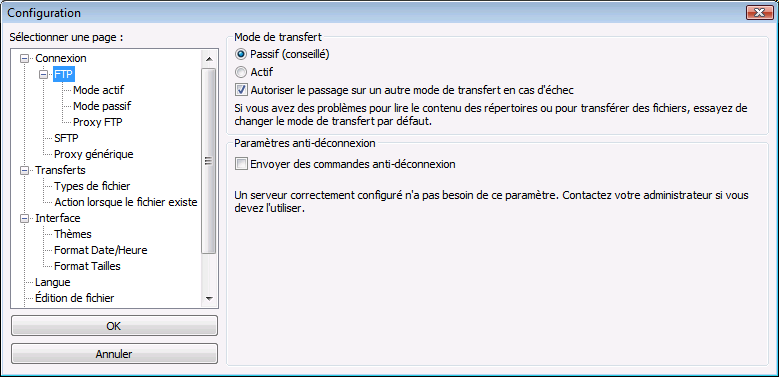 Configuration
Sélectionner une page :
Connexion
FTP
Mode actif
Mode passif
Proxy FTP
SFTP
Proxy générique
Transferts
Types de fichier
Action lorsque le fichier existe
Interface
Thèmes
Format Date/Heure
Format Tailles
Langue
Édition de fichier
OK
Annuler
Mode de transfert
Passif (conseillé)
Actif
Autoriser le passage sur un autre mode de transfert en cas d'échec
Si vous avez des problèmes pour lire le contenu des répertoires ou pour transférer des fichiers, essayez de
changer le mode de transfert par défaut.
Paramètres anti-déconnexion
Envoyer des commandes anti-déconnexion
Un serveur correctement configuré n'a pas besoin de ce paramètre. Contactez votre administrateur si vous
devez l'utiliser.